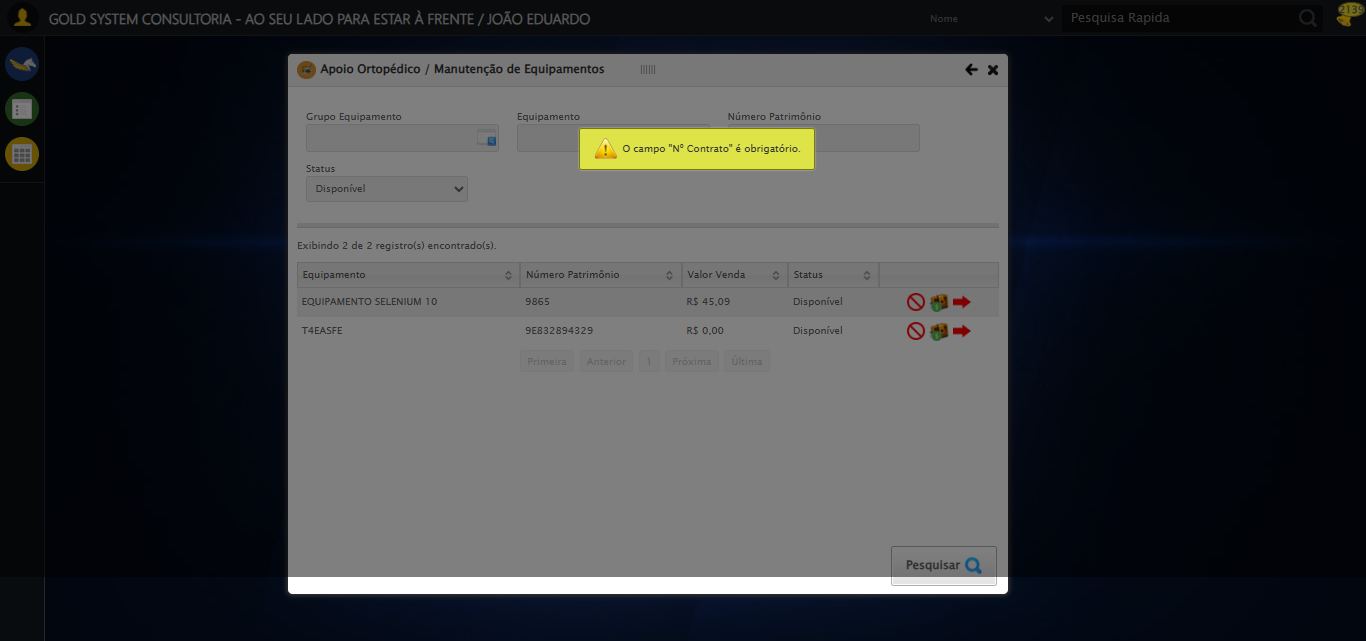 GOLD SYSTEM CONSULTORIA - AO SEU LADO PARA ESTAR À FRENTE / JOÃO EDUARDO
Nome
Pesquisa Rapida
2139
Apoio Ortopédico / Manutenção de Equipamentos
Grupo Equipamento
Equipamento
Número Patrimônio
O campo "Nº Contrato" é obrigatório.
Status
Disponível
Exibindo 2 de 2 registro(s) encontrado(s).
Equipamento Número Patrimônio Valor Venda Status
EQUIPAMENTO SELENIUM 10 9865 R$ 45,09 Disponível
T4EASFE 9E832894329 R$ 0,00 Disponível
Primeira Anterior 1 Próxima Última
Pesquisar